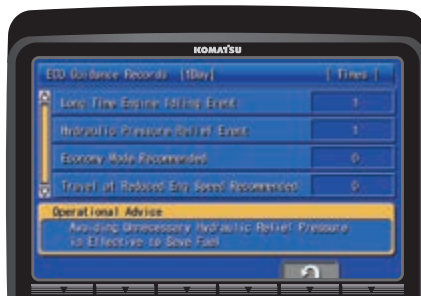 KOMATSU
ECO Guidance Records [1Day] [ Times ]
Long Time Engine Idling Event 1
Hydraulic Pressure Relief Event 1
Economy Mode Recommended 0
Travel at Reduced Eng Speed Recommended 0
Operational Advice
Avoiding Unnecessary Hydraulic Relief Pressure
is Effective to Save Fuel